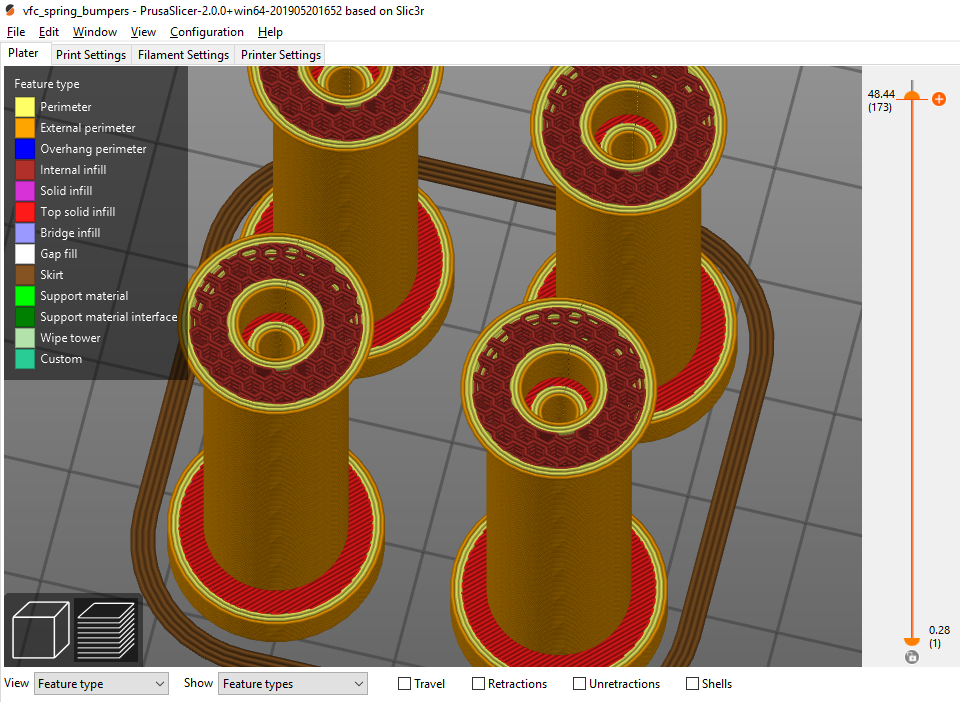 vfc_spring_bumpers - PrusaSlicer-2.0.0+win64-201905201652 based on Slic3r
File Edit Window View Configuration Help
Plater Print Settings Filament Settings Printer Settings
Feature type
Perimeter
External perimeter
Overhang perimeter
Internal infill
Solid infill
Top solid infill
Bridge infill
Gap fill
Skirt
Support material
Support material interface
Wipe tower
Custom
48.44
(173)
0.28
(1)
View Feature type Show Feature types Travel Retractions Unretractions Shells